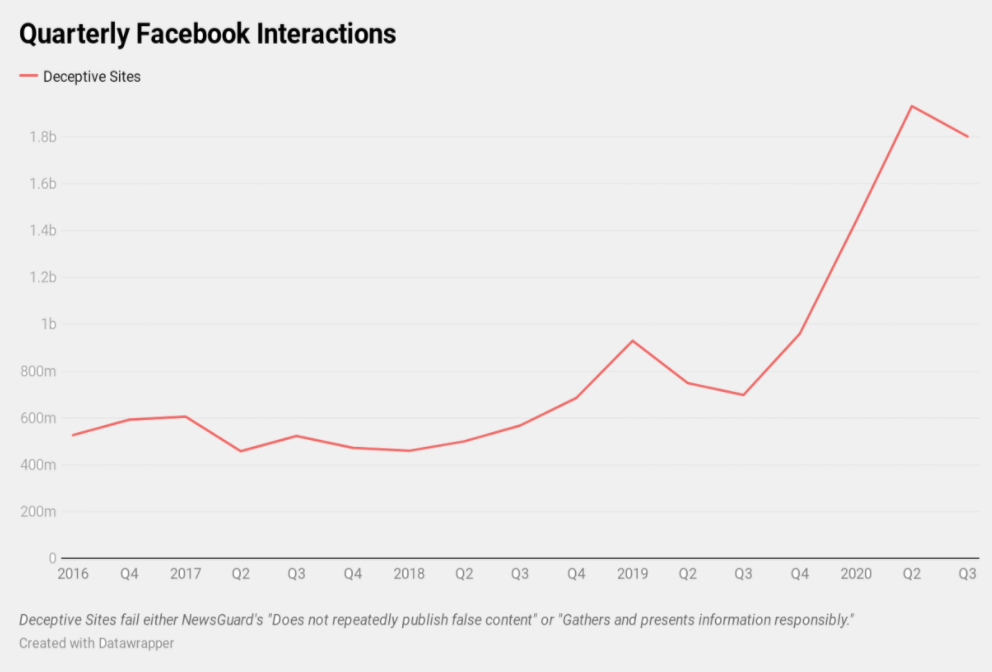 Quarterly Facebook Interactions
Deceptive Sites
1.8b
1.6b
1.4b
1.2b
1b
800m
600m
400m
200m
0
2016 Q4 2017 Q2 Q3 Q4 2018 Q2 Q3 Q4 2019 Q2 Q3 Q4 2020 Q2 Q3
Deceptive Sites fail either NewsGuard's "Does not repeatedly publish false content" or "Gathers and presents information responsibly."
Created with Datawrapper